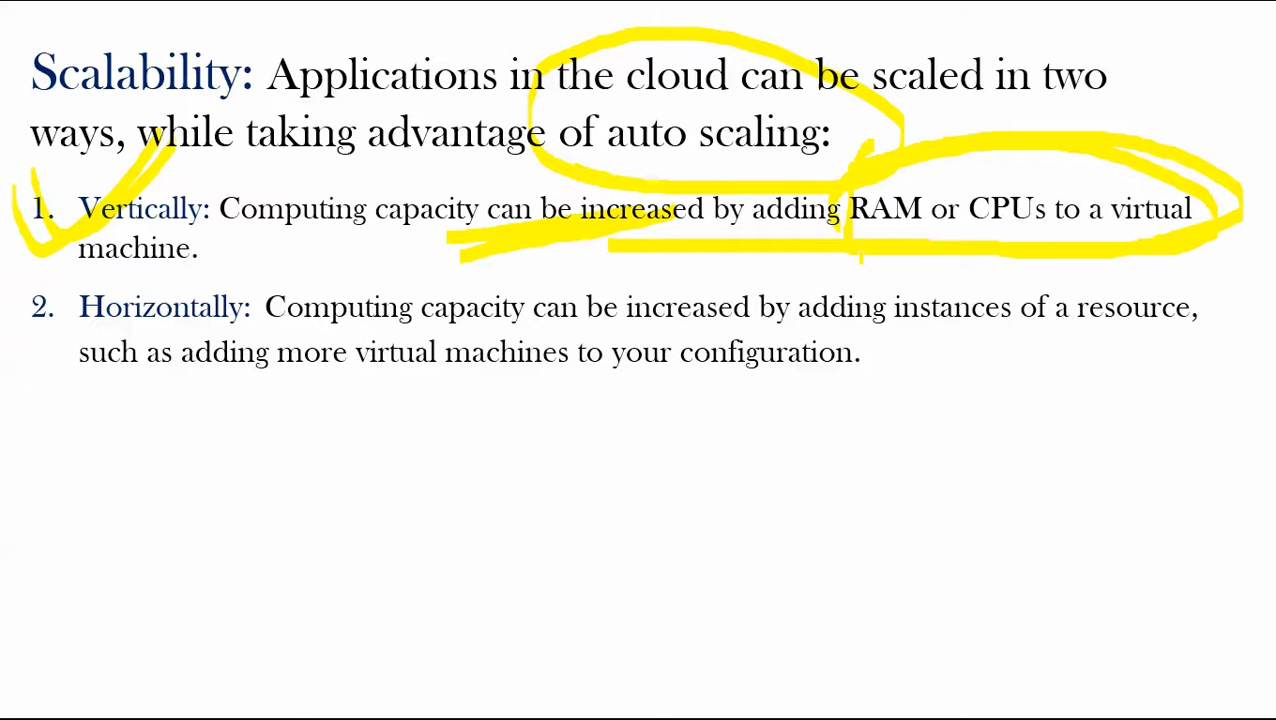 Scalability: Applications in the cloud can be scaled in two
ways, while taking advantage of auto scaling:
1. Vertically: Computing capacity can be increased by adding RAM or CPUs to a virtual
machine.
2. Horizontally: Computing capacity can be increased by adding instances of a resource,
such as adding more virtual machines to your configuration.